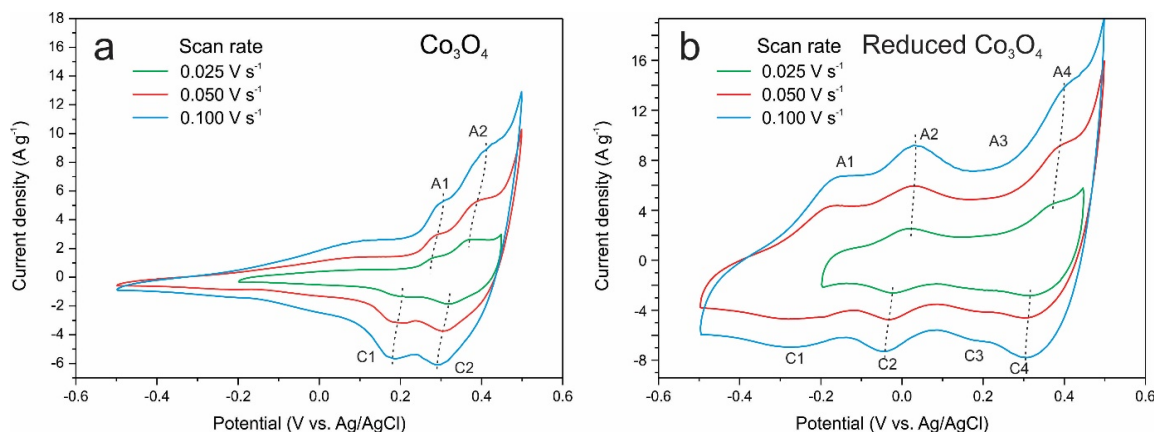 a
Co₃O₄
Scan rate
0.025 V s⁻¹
0.050 V s⁻¹
0.100 V s⁻¹
A1
A2
C1
C2
18
16
14
12
10
8
6
4
2
0
-2
-4
-6
-8
-0.6 -0.4 -0.2 0.0 0.2 0.4 0.6
Current density (A g⁻¹)
Potential (V vs. Ag/AgCl)
b
Reduced Co₃O₄
Scan rate
0.025 V s⁻¹
0.050 V s⁻¹
0.100 V s⁻¹
A1
A2
A3
A4
C1
C2
C3
C4
16
12
8
4
0
-4
-8
-0.6 -0.4 -0.2 0.0 0.2 0.4 0.6
Current density (A g⁻¹)
Potential (V vs. Ag/AgCl)